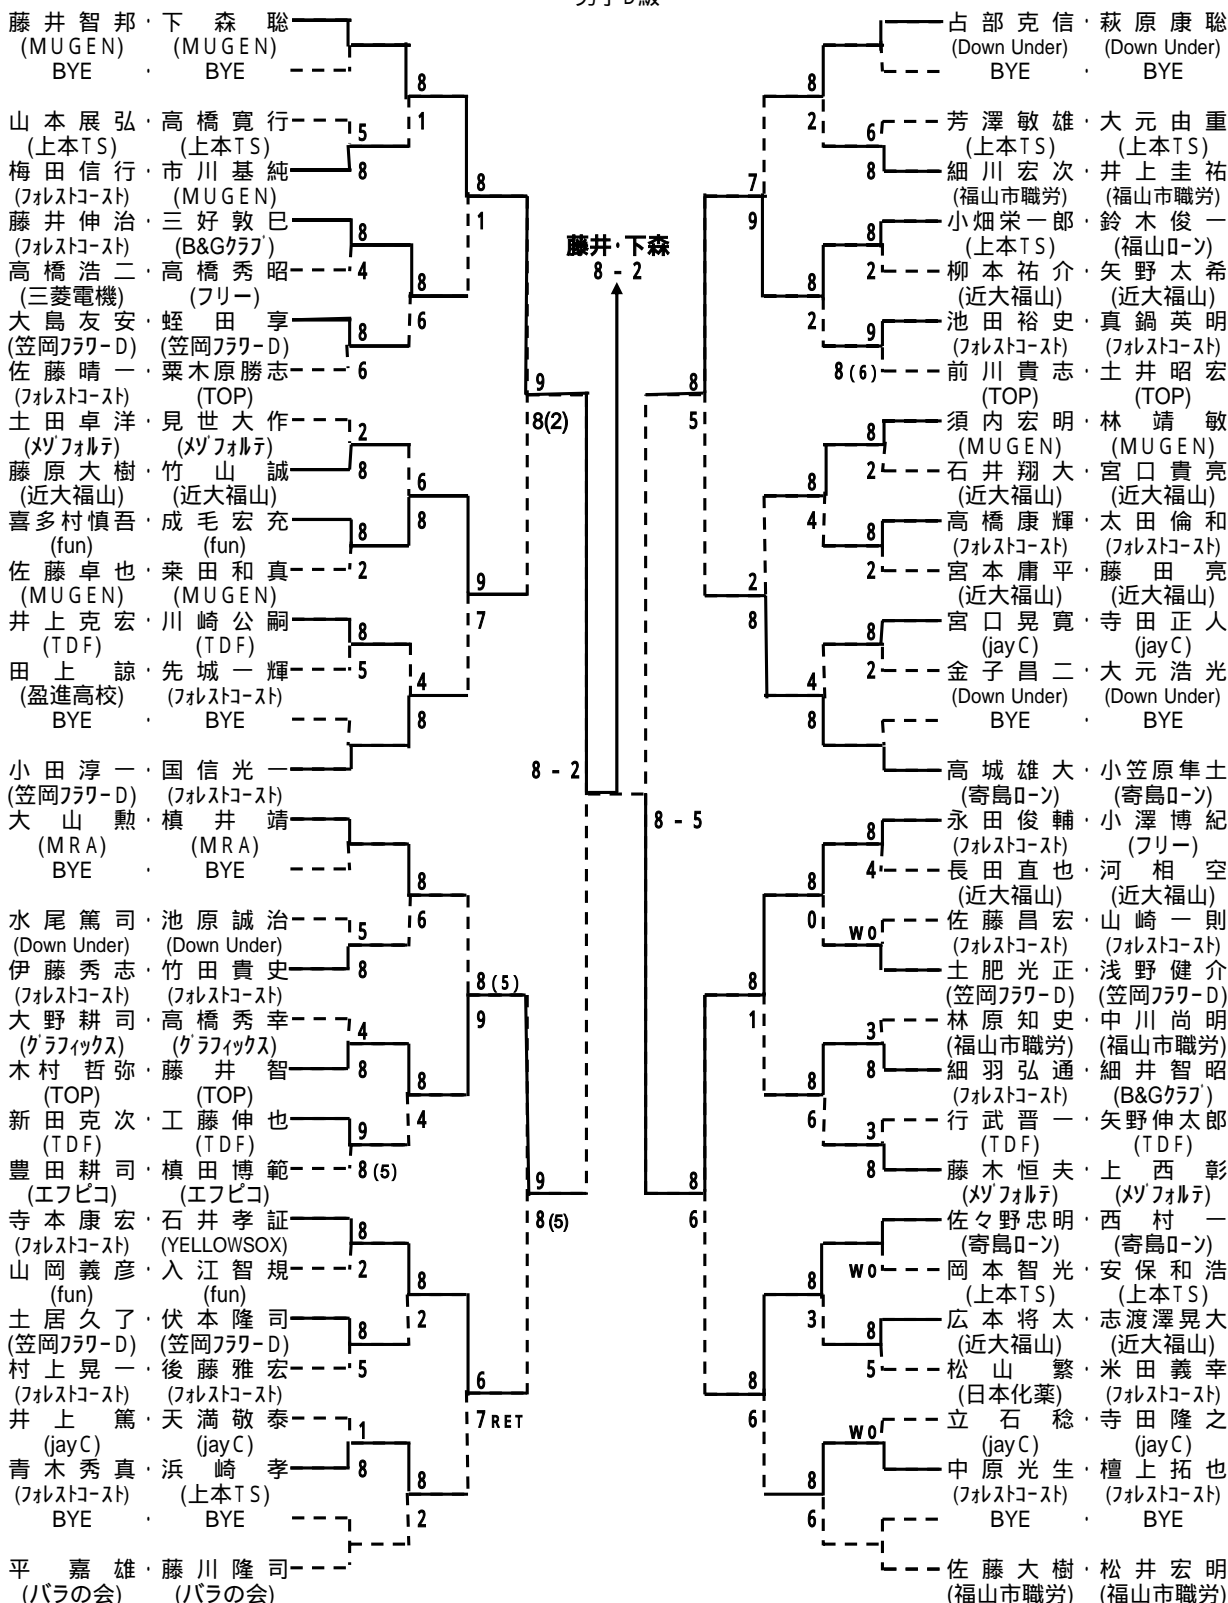 藤井智邦・下森聡
(MUGEN) (MUGEN)
BYE ・ BYE
8
1
山本展弘・高橋寛行 5
(上本TS) (上本TS)
梅田信行・市川基純 8
(フォレストコースト) (MUGEN)
8
1
藤井伸治・三好敦巳 8
(フォレストコースト) (B&Gクラブ)
高橋浩二・高橋秀昭 4
(三菱電機) (フリー)
8
6
大島友安・蛭田享 8
(笠岡フラワーD) (笠岡フラワーD)
佐藤晴一・粟木原勝志 6
(フォレストコースト) (TOP)
9
8(2)
土田卓洋・見世大作 2
(メゾフォルテ) (メゾフォルテ)
藤原大樹・竹山誠 8
(近大福山) (近大福山)
6
8
喜多村慎吾・成毛宏充 8
(fun) (fun)
佐藤卓也・来田和真 2
(MUGEN) (MUGEN)
9
7
井上克宏・川崎公嗣 8
(TDF) (TDF)
田上諒・先城一輝 5
(盈進高校) (フォレストコースト)
4
8
BYE ・ BYE
小田淳一・国信光一
(笠岡フラワーD) (フォレストコースト)
8 - 2
大山勲・槙井靖
(MRA) (MRA)
BYE ・ BYE
8
6
水尾篤司・池原誠治 5
(Down Under) (Down Under)
伊藤秀志・竹田貴史 8
(フォレストコースト) (フォレストコースト)
8(5)
9
大野耕司・高橋秀幸 4
(グラフィックス) (グラフィックス)
木村哲弥・藤井智 8
(TOP) (TOP)
8
4
新田克次・工藤伸也 9
(TDF) (TDF)
豊田耕司・槙田博範 8(5)
(エフピコ) (エフピコ)
9
8(5)
寺本康宏・石井孝証 8
(フォレストコースト) (YELLOWSOX)
山岡義彦・入江智規 2
(fun) (fun)
8
2
土居久了・伏本隆司 8
(笠岡フラワーD) (笠岡フラワーD)
村上晃一・後藤雅宏 5
(フォレストコースト) (フォレストコースト)
6
7 RET
井上篤・天満敬泰 1
(jayC) (jayC)
青木秀真・浜崎孝 8
(フォレストコースト) (上本TS)
8
2
BYE ・ BYE
平嘉雄・藤川隆司
(バラの会) (バラの会)
藤井・下森
8 - 2
占部克信・萩原康聡
(Down Under) (Down Under)
BYE ・ BYE
8
2
6 芳澤敏雄・大元由重
(上本TS) (上本TS)
8 細川宏次・井上圭祐
(福山市職労) (福山市職労)
7
9
8 小畑栄一郎・鈴木俊一
(上本TS) (福山ローン)
2 柳本祐介・矢野太希
(近大福山) (近大福山)
8
2
9 池田裕史・真鍋英明
(フォレストコースト) (フォレストコースト)
8(6) 前川貴志・土井昭宏
(TOP) (TOP)
8
5
8 須内宏明・林靖敏
(MUGEN) (MUGEN)
2 石井翔大・宮口貴亮
(近大福山) (近大福山)
8
4
8 高橋康輝・太田倫和
(フォレストコースト) (フォレストコースト)
2 宮本庸平・藤田亮
(近大福山) (近大福山)
2
8
8 宮口晃寛・寺田正人
(jayC) (jayC)
2 金子昌二・大元浩光
(Down Under) (Down Under)
4
8
BYE ・ BYE
高城雄大・小笠原隼土
(寄島ローン) (寄島ローン)
8 - 5
8 永田俊輔・小澤博紀
(フォレストコースト) (フリー)
4 長田直也・河相空
(近大福山) (近大福山)
8
0
WO 佐藤昌宏・山崎一則
(フォレストコースト) (フォレストコースト)
土肥光正・浅野健介
(笠岡フラワーD) (笠岡フラワーD)
8
1
3 林原知史・中川尚明
(福山市職労) (福山市職労)
8 細羽弘通・細井智昭
(フォレストコースト) (B&Gクラブ)
8
6
3 行武晋一・矢野伸太郎
(TDF) (TDF)
8 藤木恒夫・上西彰
(メゾフォルテ) (メゾフォルテ)
8
6
佐々野忠明・西村一
(寄島ローン) (寄島ローン)
WO 岡本智光・安保和浩
(上本TS) (上本TS)
8
3
8 広本将太・志渡澤晃大
(近大福山) (近大福山)
5 松山繁・米田義幸
(日本化薬) (フォレストコースト)
8
6
WO 立石稔・寺田隆之
(jayC) (jayC)
中原光生・檀上拓也
(フォレストコースト) (フォレストコースト)
8
6
BYE ・ BYE
佐藤大樹・松井宏明
(福山市職労) (福山市職労)